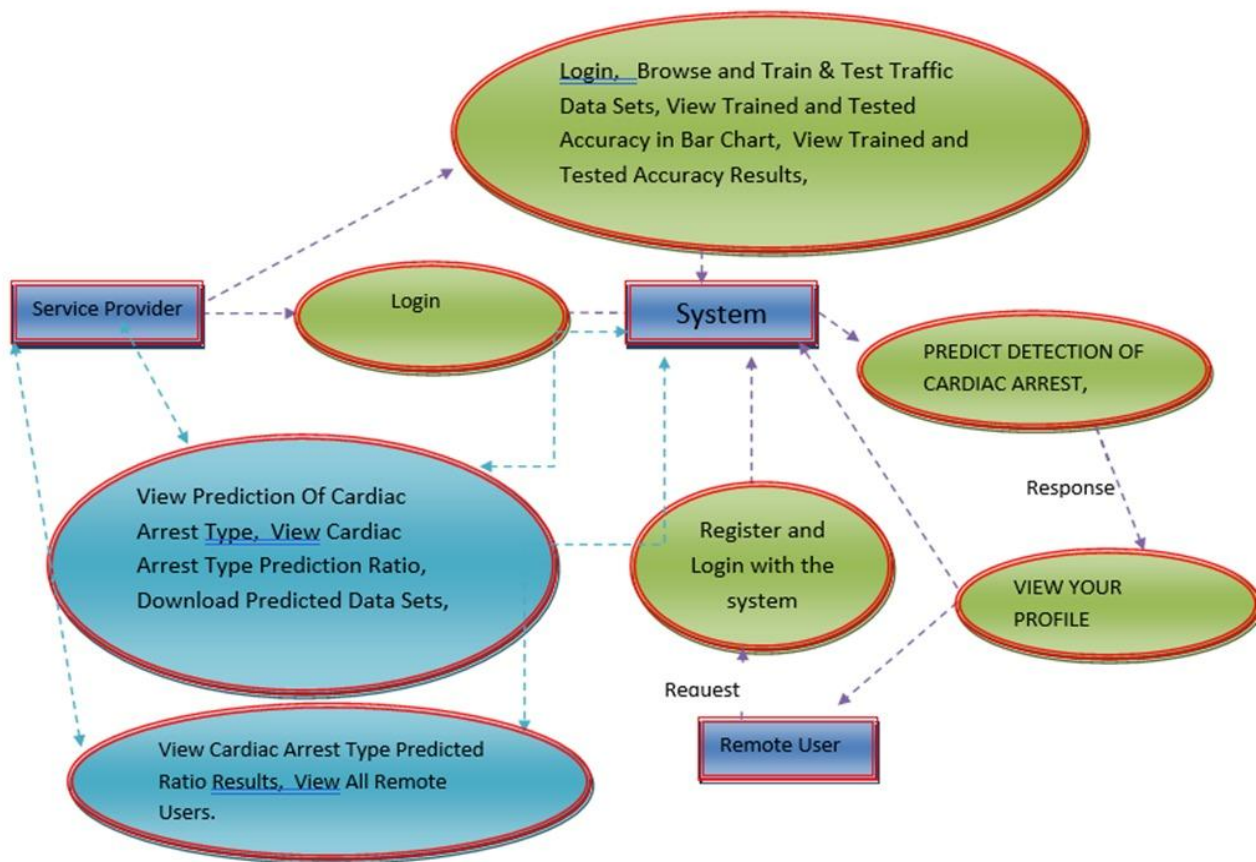 Login, Browse and Train & Test Traffic
Data Sets, View Trained and Tested
Accuracy in Bar Chart, View Trained and
Tested Accuracy Results,
Service Provider
Login
System
PREDICT DETECTION OF
CARDIAC ARREST,
View Prediction Of Cardiac
Arrest Type, View Cardiac
Arrest Type Prediction Ratio,
Download Predicted Data Sets,
Register and
Login with the
system
Response
VIEW YOUR
PROFILE
Request
Remote User
View Cardiac Arrest Type Predicted
Ratio Results, View All Remote
Users.